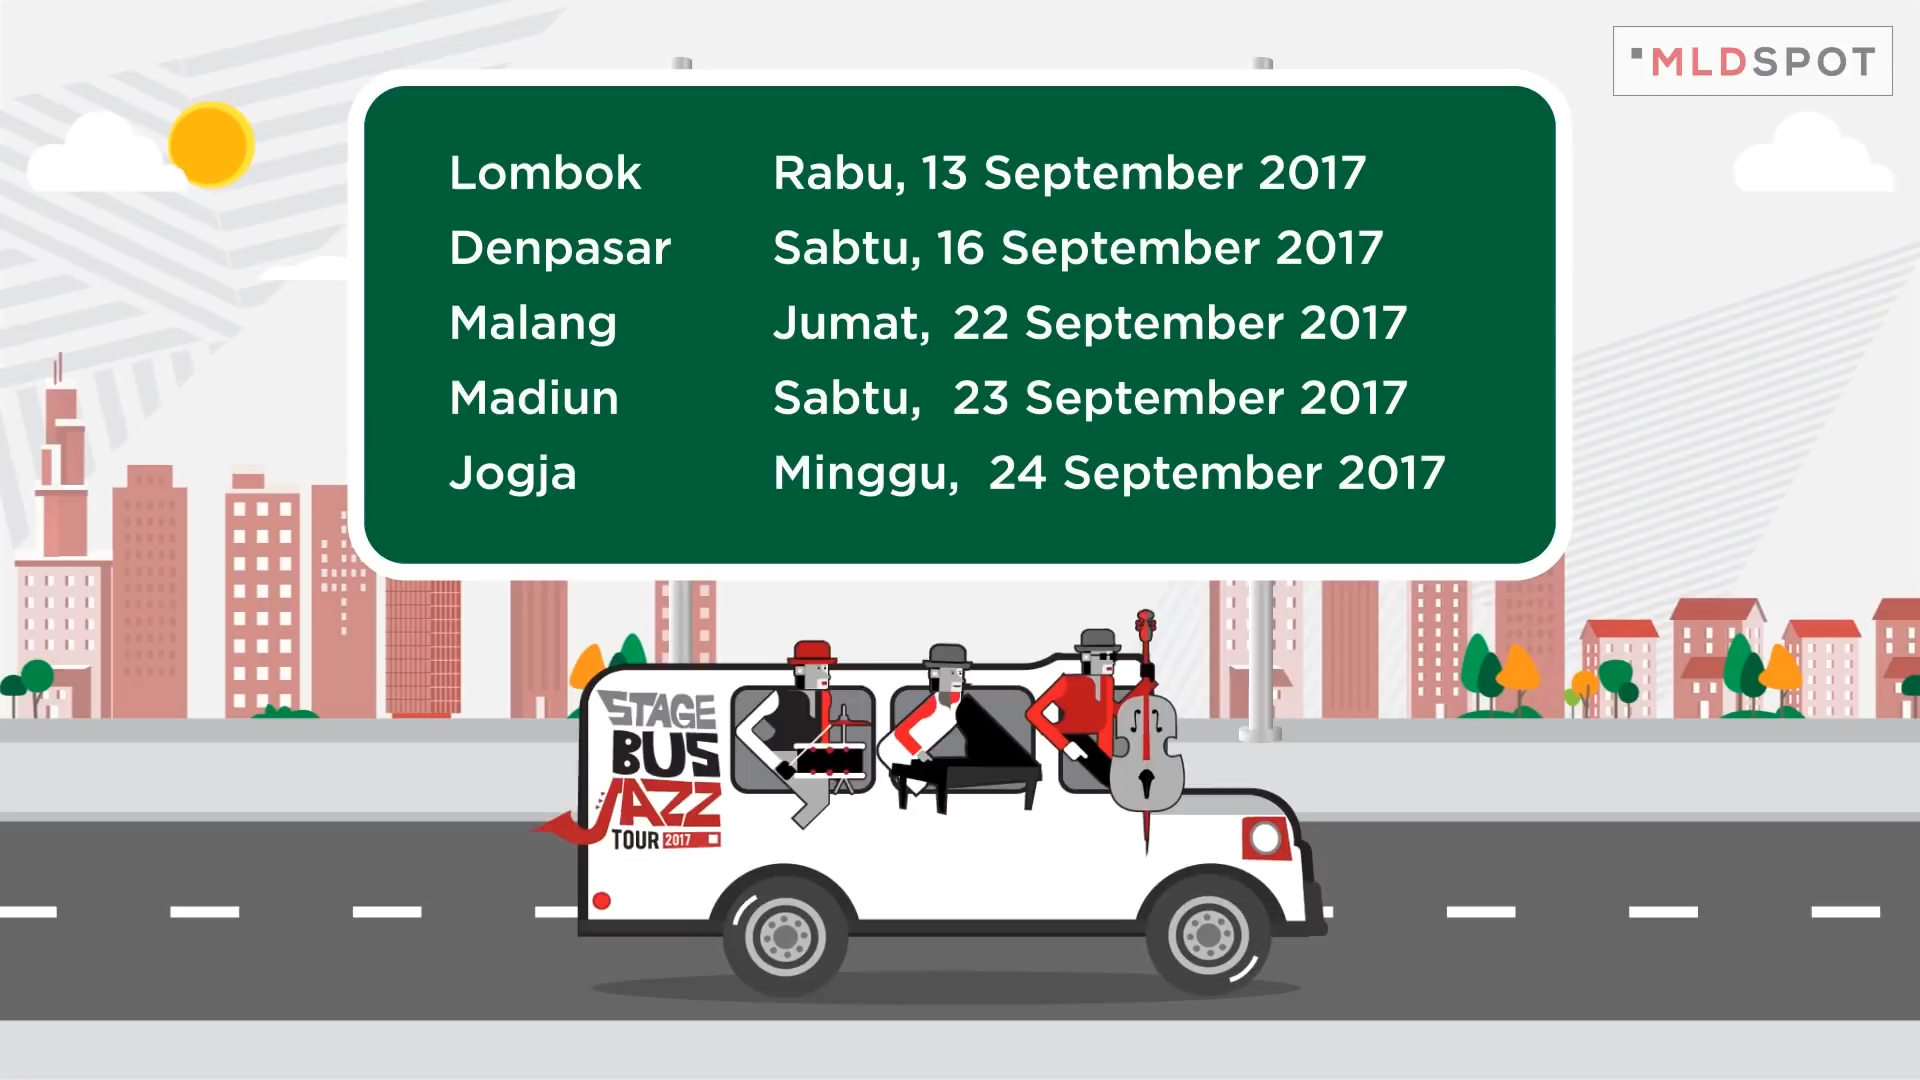 MLDSPOT
Lombok Rabu, 13 September 2017
Denpasar Sabtu, 16 September 2017
Malang Jumat, 22 September 2017
Madiun Sabtu, 23 September 2017
Jogja Minggu, 24 September 2017
STAGE
BUS
JAZZ
TOUR 2017